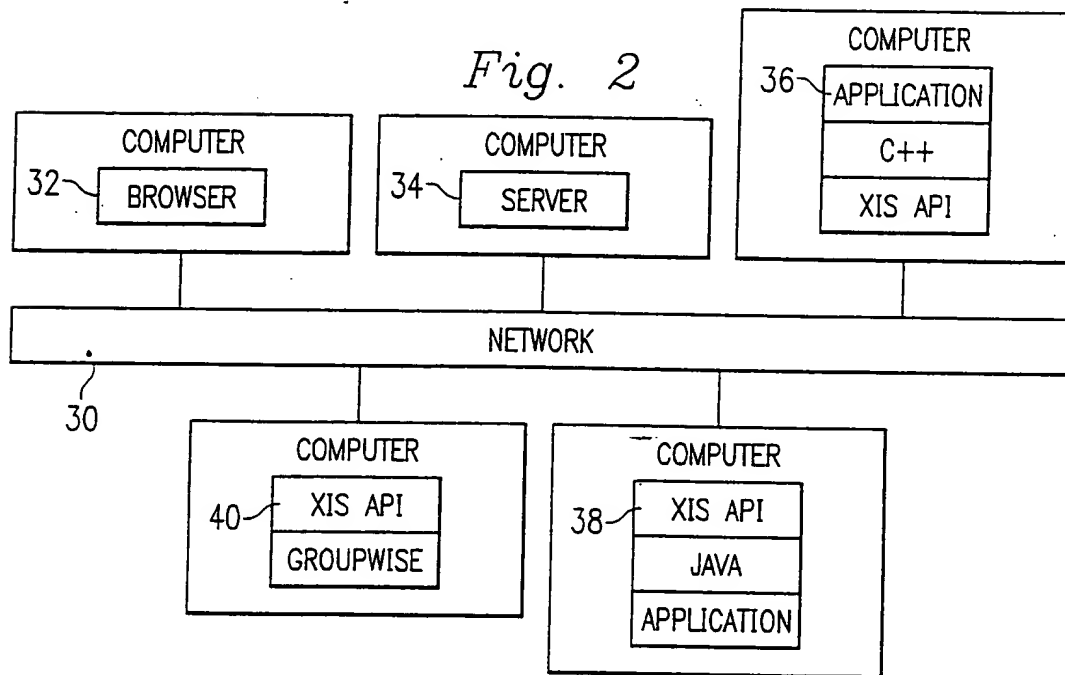 Fig. 2
COMPUTER
32
BROWSER
COMPUTER
34
SERVER
COMPUTER
36
APPLICATION
C++
XIS API
NETWORK
30
COMPUTER
40
XIS API
GROUPWISE
COMPUTER
38
XIS API
JAVA
APPLICATION